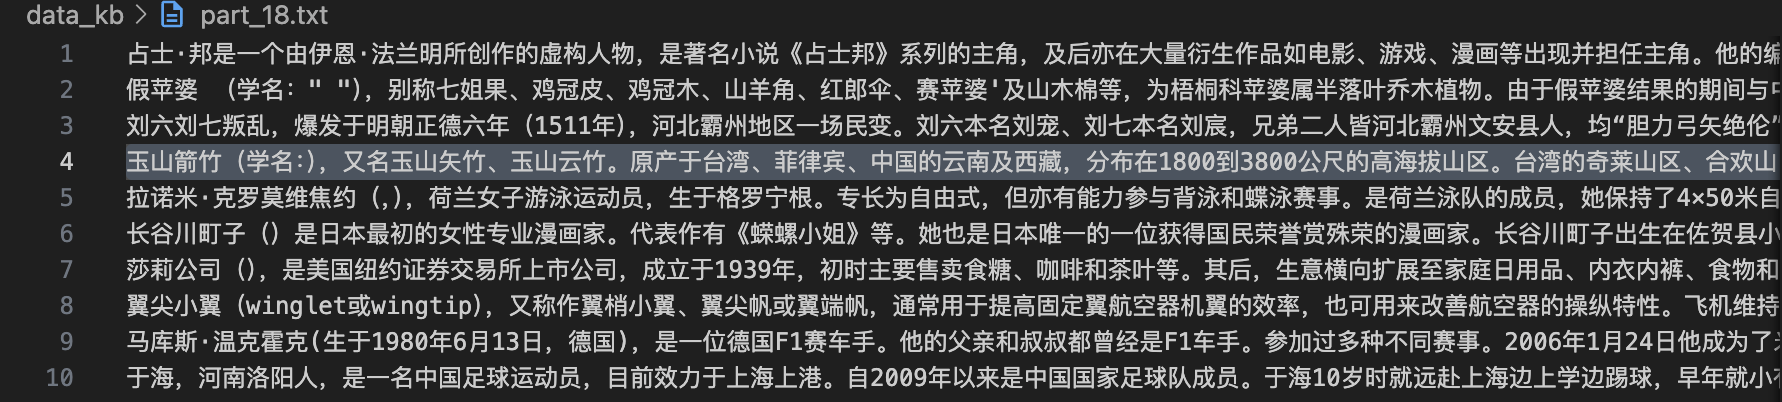 data_kb > part_18.txt
1 占士·邦是一个由伊恩·法兰明所创作的虚构人物，是著名小说《占士邦》系列的主角，及后亦在大量衍生作品如电影、游戏、漫画等出现并担任主角。他的编
2 假苹婆 （学名：" "），别称七姐果、鸡冠皮、鸡冠木、山羊角、红郎伞、赛苹婆'及山木棉等，为梧桐科苹婆属半落叶乔木植物。由于假苹婆结果的期间与中
3 刘六刘七叛乱，爆发于明朝正德六年（1511年），河北霸州地区一场民变。刘六本名刘宠、刘七本名刘宸，兄弟二人皆河北霸州文安县人，均“胆力弓矢绝伦”
4 玉山箭竹（学名：），又名玉山矢竹、玉山云竹。原产于台湾、菲律宾、中国的云南及西藏，分布在1800到3800公尺的高海拔山区。台湾的奇莱山区、合欢山
5 拉诺米·克罗莫维焦约（,），荷兰女子游泳运动员，生于格罗宁根。专长为自由式，但亦有能力参与背泳和蝶泳赛事。是荷兰泳队的成员，她保持了4×50米自
6 长谷川町子（）是日本最初的女性专业漫画家。代表作有《蝾螺小姐》等。她也是日本唯一的一位获得国民荣誉赏殊荣的漫画家。长谷川町子出生在佐贺县小
7 莎莉公司（），是美国纽约证券交易所上市公司，成立于1939年，初时主要售卖食糖、咖啡和茶叶等。其后，生意横向扩展至家庭日用品、内衣内裤、食物和
8 翼尖小翼（winglet或wingtip），又称作翼梢小翼、翼尖帆或翼端帆，通常用于提高固定翼航空器机翼的效率，也可用来改善航空器的操纵特性。飞机维持
9 马库斯·温克霍克(生于1980年6月13日，德国)，是一位德国F1赛车手。他的父亲和叔叔都曾经是F1车手。参加过多种不同赛事。2006年1月24日他成为了
10 于海，河南洛阳人，是一名中国足球运动员，目前效力于上海上港。自2009年以来是中国国家足球队成员。于海10岁时就远赴上海边上学边踢球，早年就小